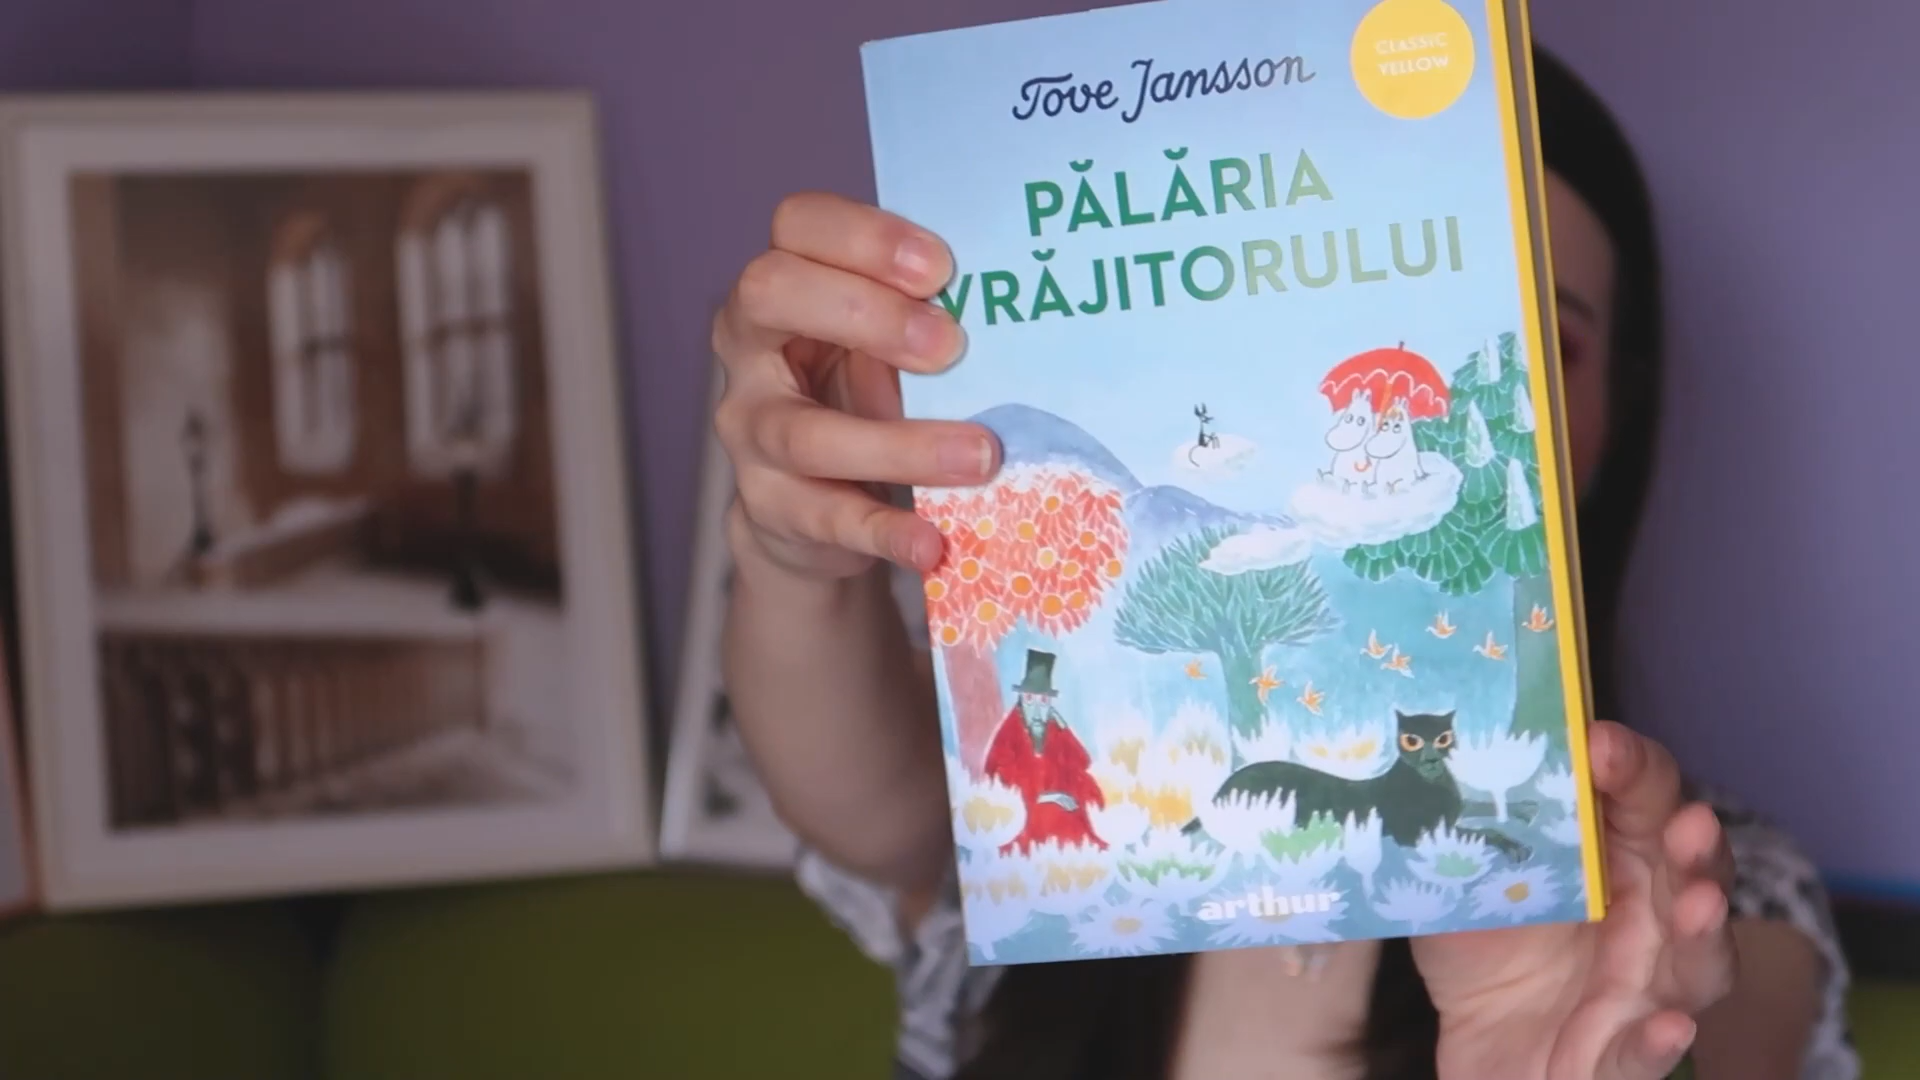 Tove Jansson
CLASSIC
YELLOW
PĂLĂRIA
VRĂJITORULUI
arthur